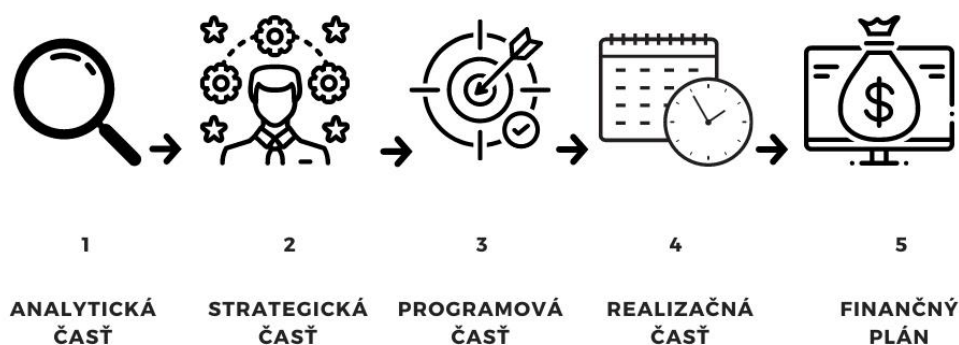 1
ANALYTICKÁ
ČASŤ
2
STRATEGICKÁ
ČASŤ
3
PROGRAMOVÁ
ČASŤ
4
REALIZAČNÁ
ČASŤ
5
FINANČNÝ
PLÁN